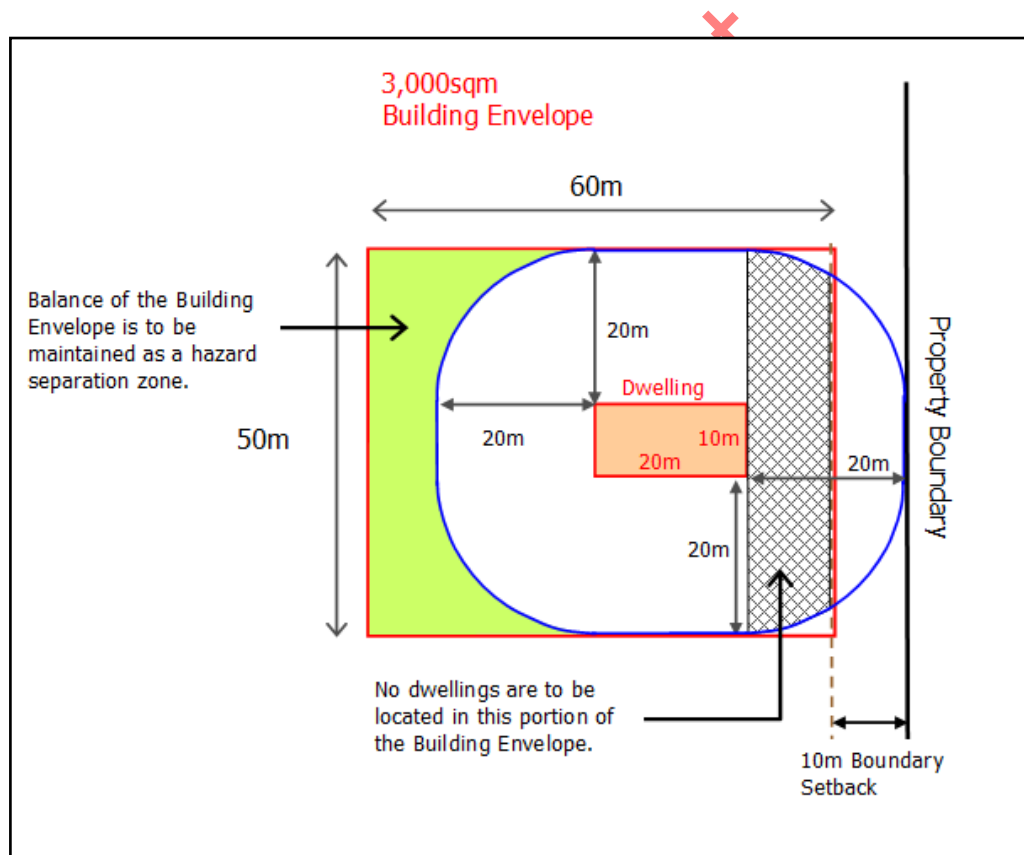 3,000sqm
Building Envelope
60m
Balance of the Building
Envelope is to be
maintained as a hazard
separation zone.
20m
Dwelling
50m
20m
10m
20m
20m
20m
Property Boundary
No dwellings are to be
located in this portion of
the Building Envelope.
10m Boundary
Setback